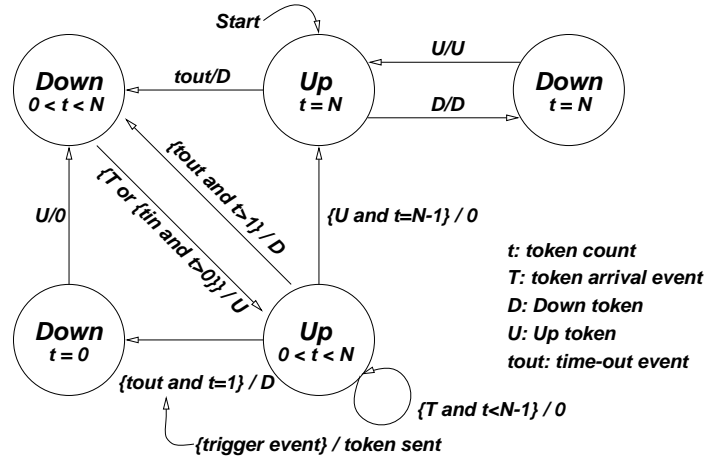 Start
U/U
Down
0 < t < N
tout/D
Up
t = N
Down
t = N
D/D
{tout and t>1} / D
{T or {tin and t>0}} / U
U/0
{U and t=N-1} / 0
t: token count
T: token arrival event
D: Down token
U: Up token
tout: time-out event
Down
t = 0
Up
0 < t < N
{tout and t=1} / D
{T and t<N-1} / 0
{trigger event} / token sent